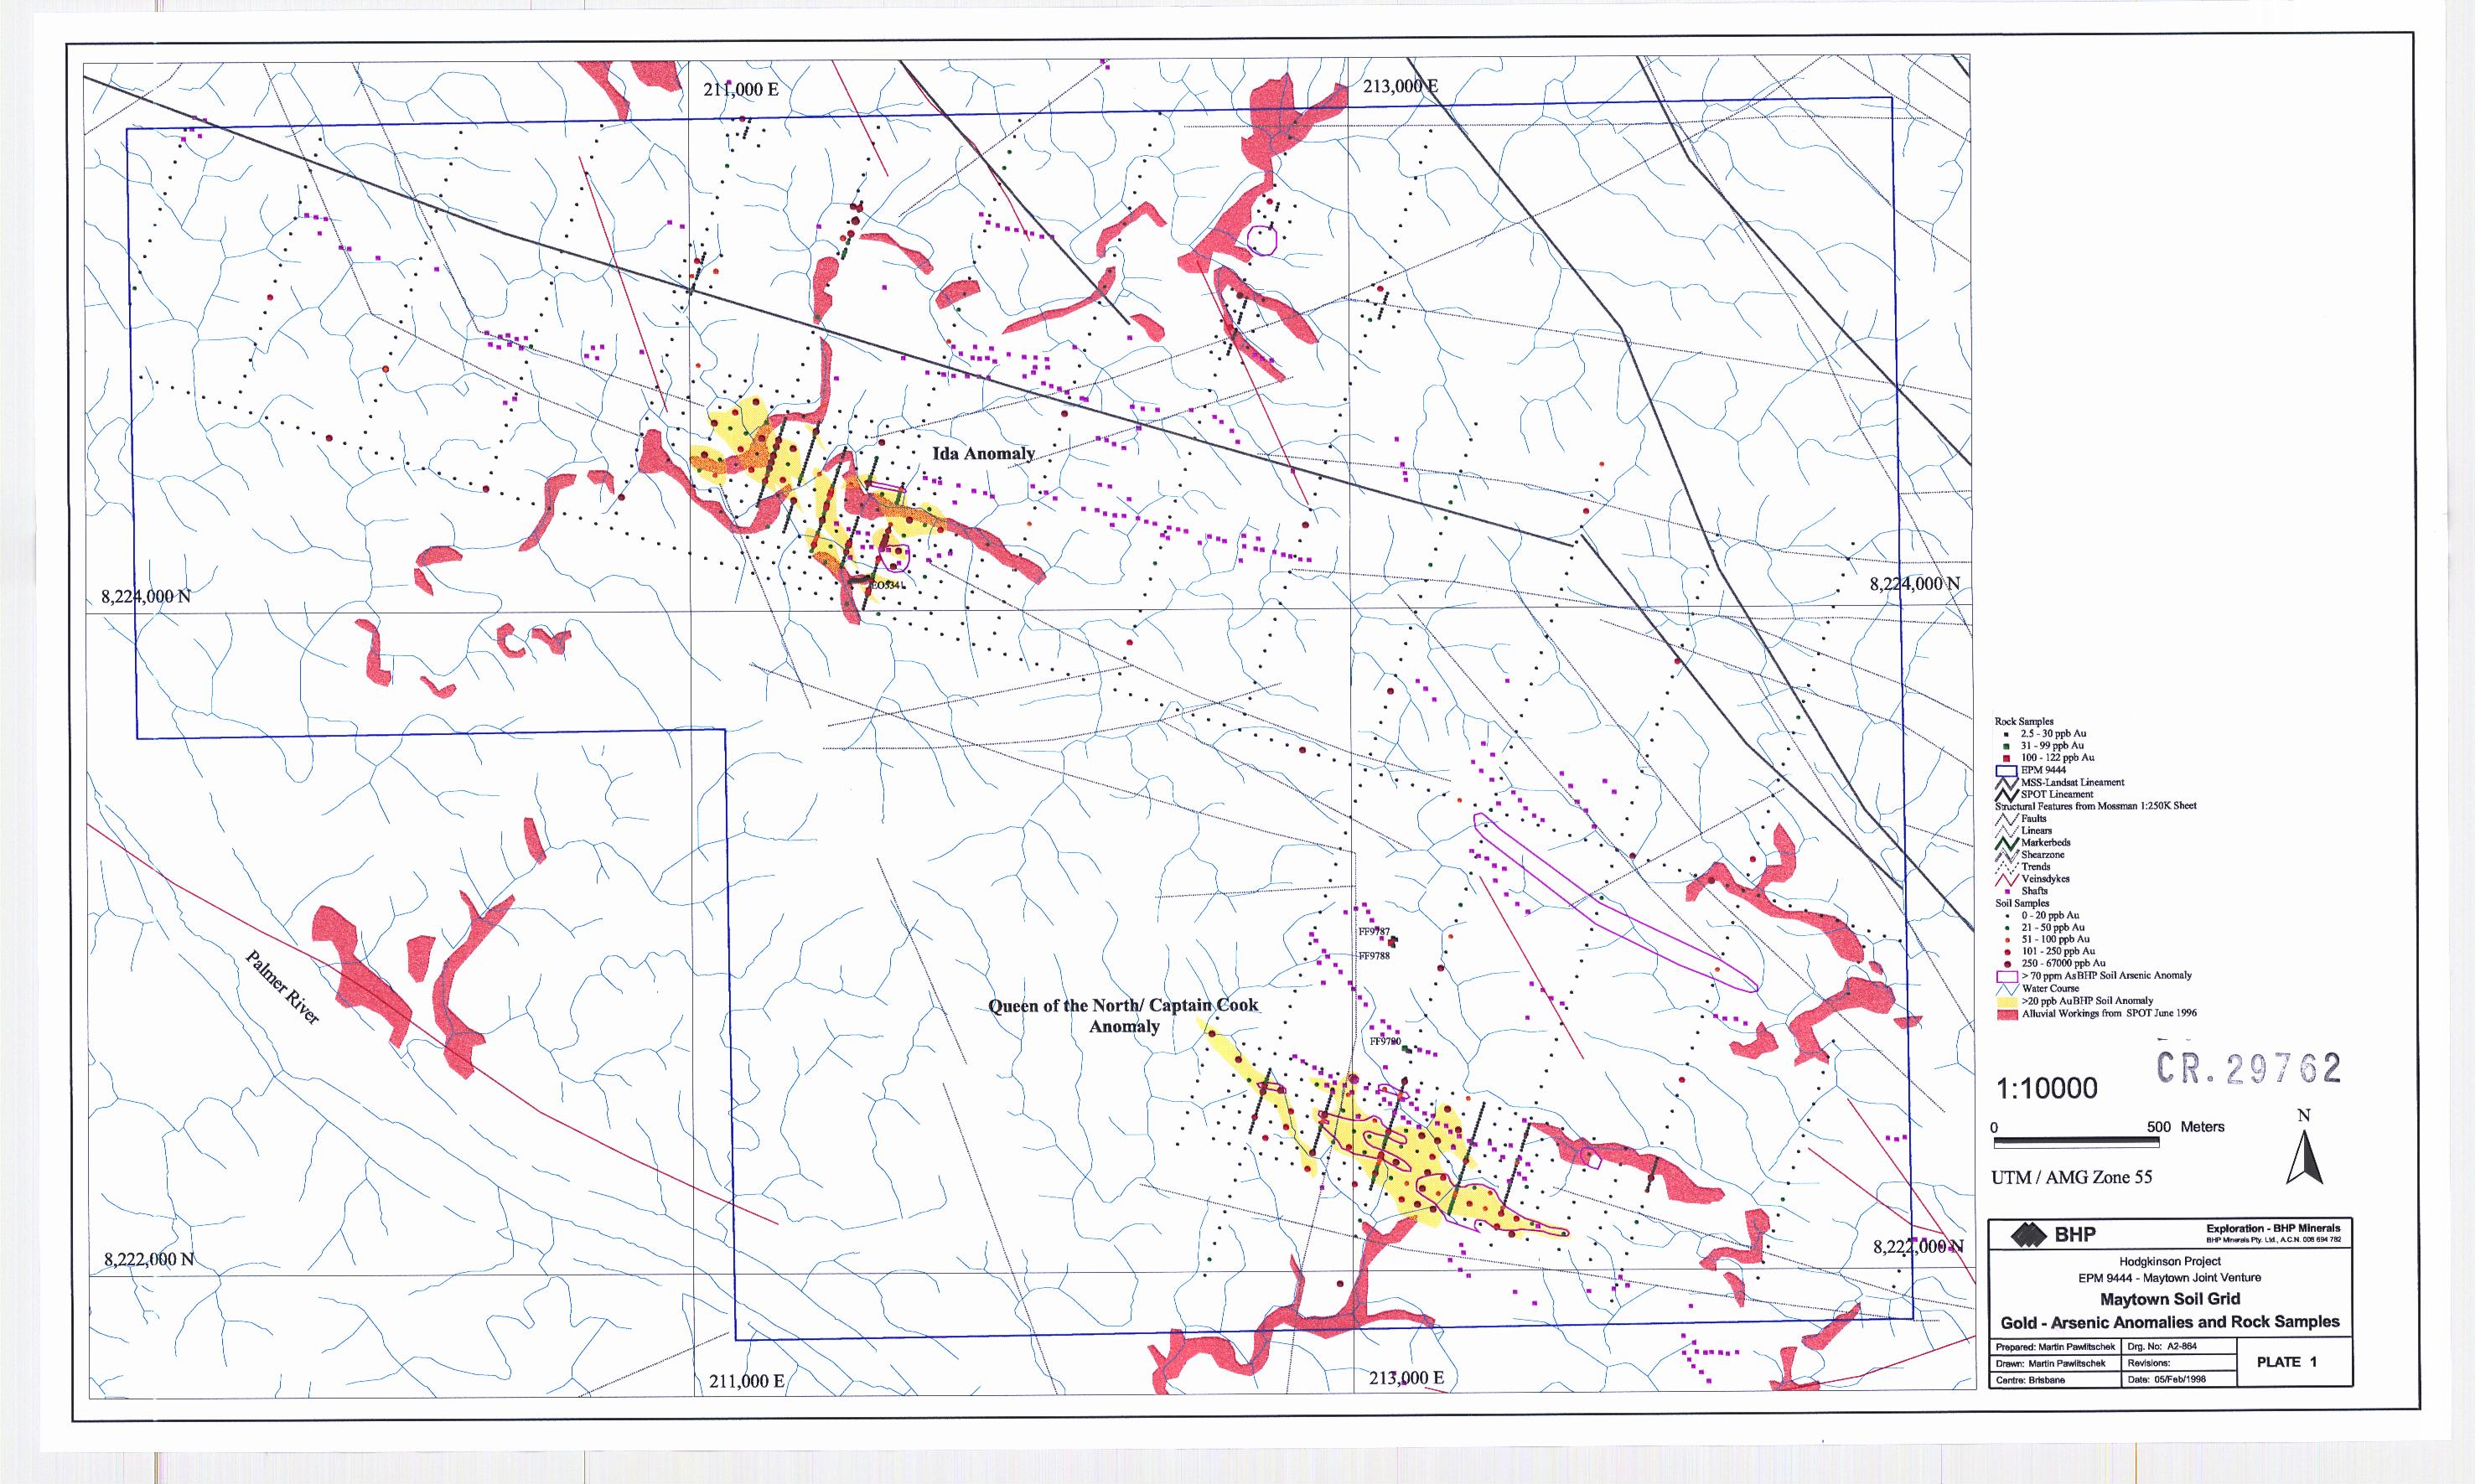 211,000 E
213,000 E
Ida Anomaly
8,224,000 N
8,224,000 N
Palmer River
FF9787
FF9788
Queen of the North/ Captain Cook
Anomaly
8,222,000 N
8,222,000 N
211,000 E
213,000 E
Rock Samples
2.5 - 30 ppb Au
31 - 99 ppb Au
100 - 122 ppb Au
EPM 9444
MSS-Landsat Lineament
SPOT Lineament
Structural Features from Mossman 1:250K Sheet
Faults
Linears
Markerbeds
Shearzone
Trends
Veinsdykes
Shafts
Soil Samples
0 - 20 ppb Au
21 - 50 ppb Au
51 - 100 ppb Au
101 - 250 ppb Au
250 - 67000 ppb Au
> 70 ppm AsBHP Soil Arsenic Anomaly
Water Course
>20 ppb AuBHP Soil Anomaly
Alluvial Workings from SPOT June 1996
CR. 29762
1:10000
0 500 Meters
N
UTM / AMG Zone 55
BHP
Exploration - BHP Minerals
BHP Minerals Pty. Ltd., A.C.N. 008 694 782
Hodgkinson Project
EPM 9444 - Maytown Joint Venture
Maytown Soil Grid
Gold - Arsenic Anomalies and Rock Samples
Prepared: Martin Pawlitschek
Drg. No: A2-864
Drawn: Martin Pawlitschek
Revisions:
PLATE 1
Centre: Brisbane
Date: 05/Feb/1998